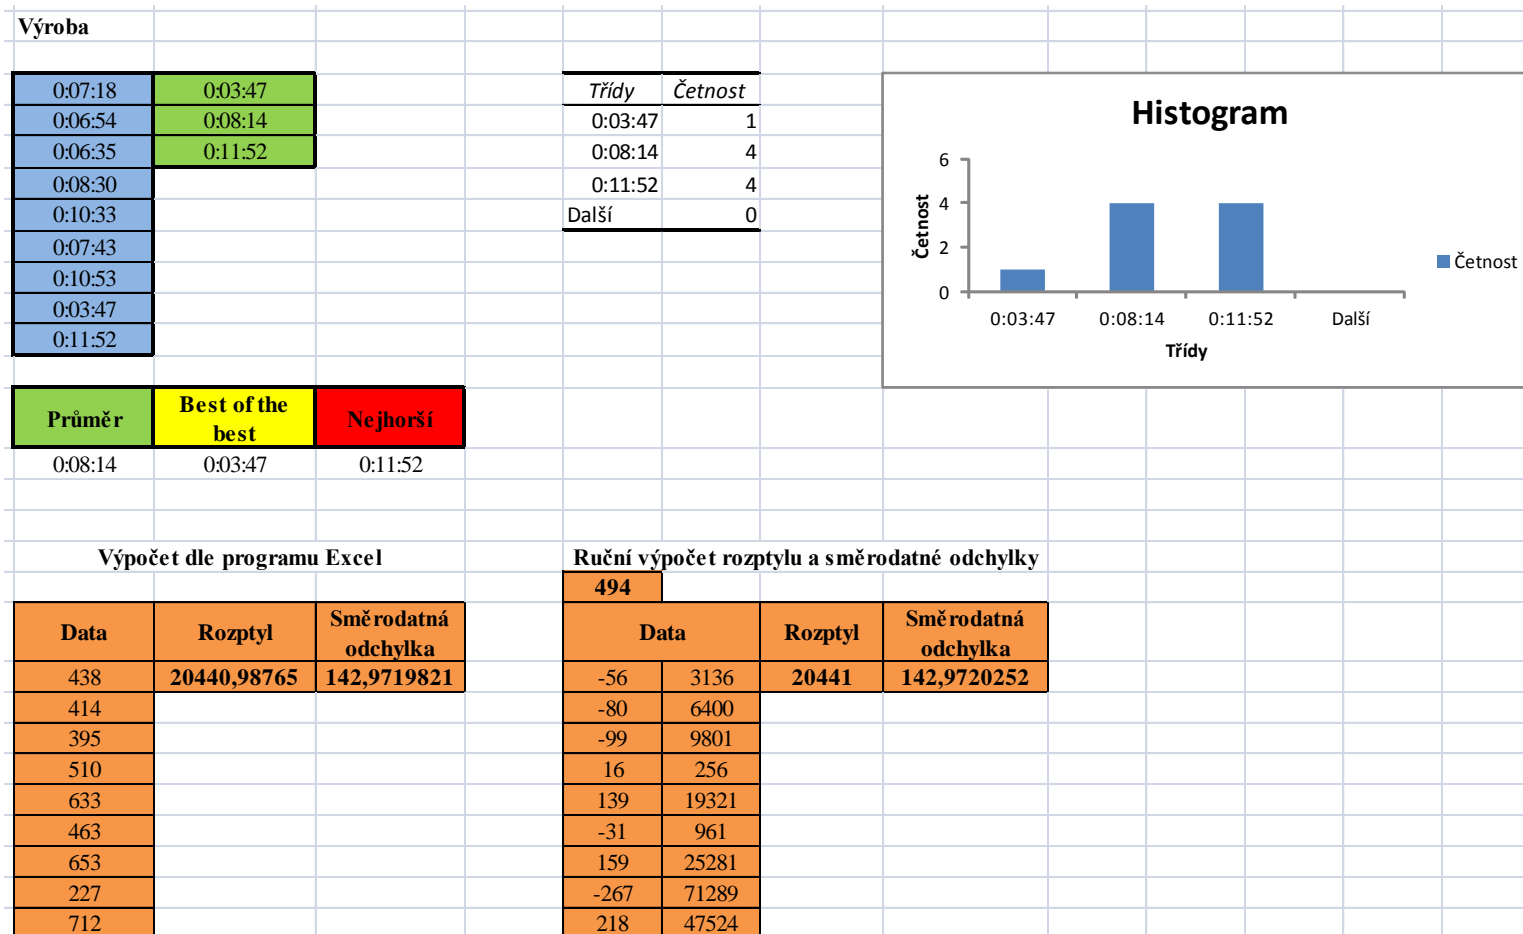 Výroba
0:07:18 0:03:47
0:06:54 0:08:14
0:06:35 0:11:52
0:08:30
0:10:33
0:07:43
0:10:53
0:03:47
0:11:52
Třídy Četnost
0:03:47 1
0:08:14 4
0:11:52 4
Další 0
Histogram
Četnost
6
4
2
0
0:03:47 0:08:14 0:11:52 Další
Třídy
Četnost
Průměr Best of the best Nejhorší
0:08:14 0:03:47 0:11:52
Výpočet dle programu Excel
Data Rozptyl Směrodatná odchylka
438 20440,98765 142,9719821
414
395
510
633
463
653
227
712
Ruční výpočet rozptylu a směrodatné odchylky
494
Data Rozptyl Směrodatná odchylka
-56 3136 20441 142,9720252
-80 6400
-99 9801
16 256
139 19321
-31 961
159 25281
-267 71289
218 47524